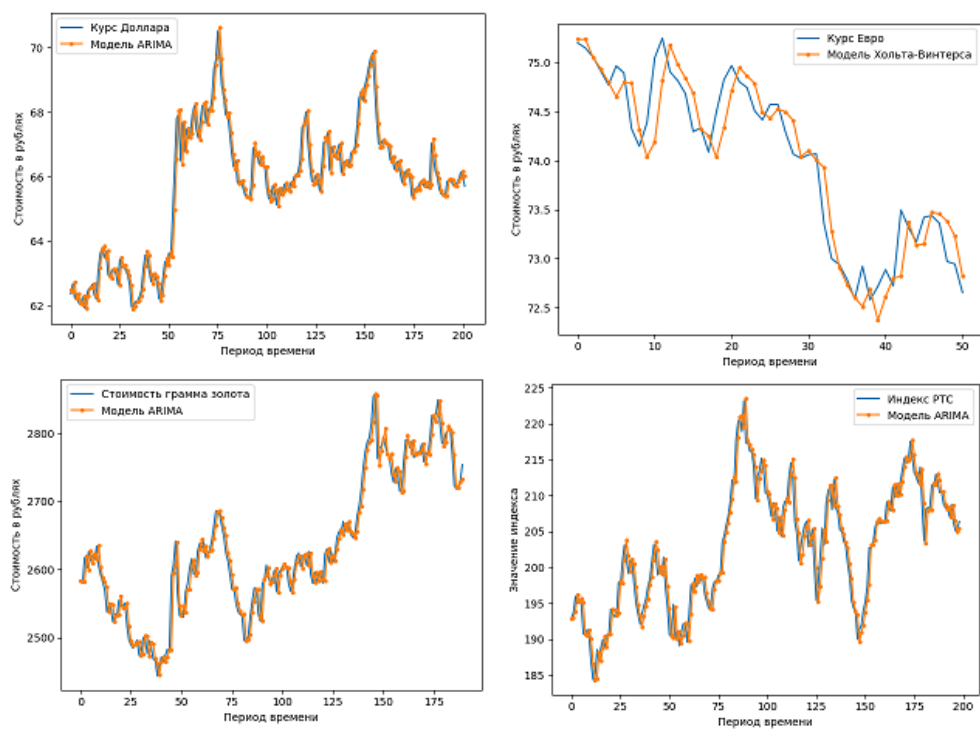 Курс Доллара
Модель ARIMA
70
68
66
64
62
Стоимость в рублях
0 25 50 75 100 125 150 175 200
Период времени
Курс Евро
Модель Хольта-Винтерса
75.0
74.5
74.0
73.5
73.0
72.5
Стоимость в рублях
0 10 20 30 40 50
Период времени
Стоимость грамма золота
Модель ARIMA
2800
2700
2600
2500
Стоимость в рублях
0 25 50 75 100 125 150 175
Период времени
Индекс РТС
Модель ARIMA
225
220
215
210
205
200
195
190
185
Значение индекса
0 25 50 75 100 125 150 175 200
Период времени